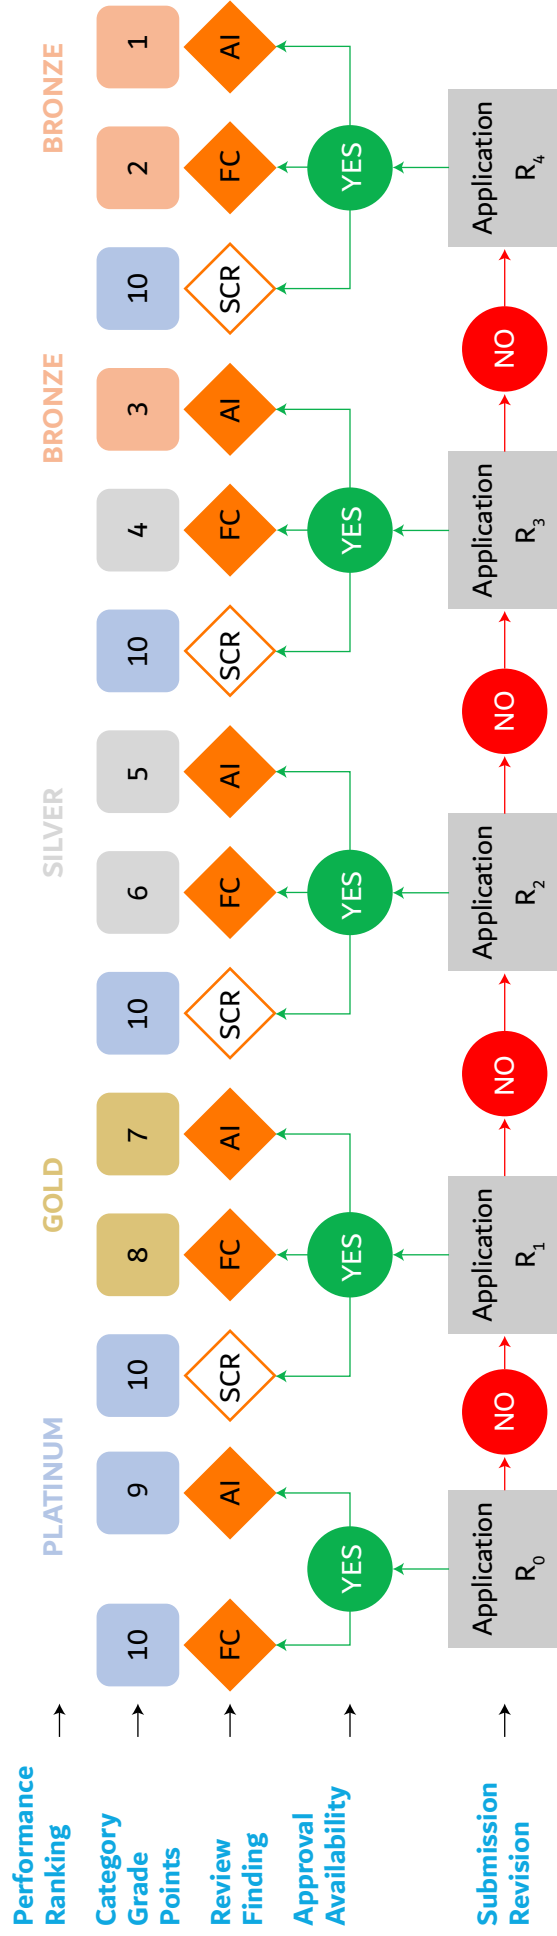 Performance
Ranking
PLATINUM
GOLD
SILVER
BRONZE
BRONZE
Category
Grade
Points
10
9
10
8
7
10
6
5
10
4
3
10
2
1
Review
Finding
FC
AI
SCR
FC
AI
SCR
FC
AI
SCR
FC
AI
SCR
FC
AI
Approval
Availability
YES
YES
YES
YES
YES
Submission
Revision
Application
R0
NO
Application
R1
NO
Application
R2
NO
Application
R3
NO
Application
R4